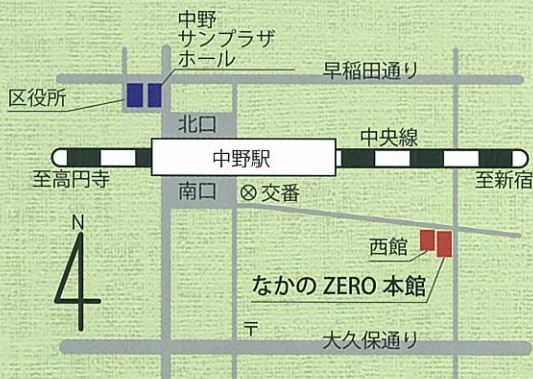 中野
サンプラザ
ホール
早稲田通り
区役所
北口
中央線
中野駅
至高円寺
至新宿
南口
交番
N
西館
なかの ZERO 本館
〒
大久保通り